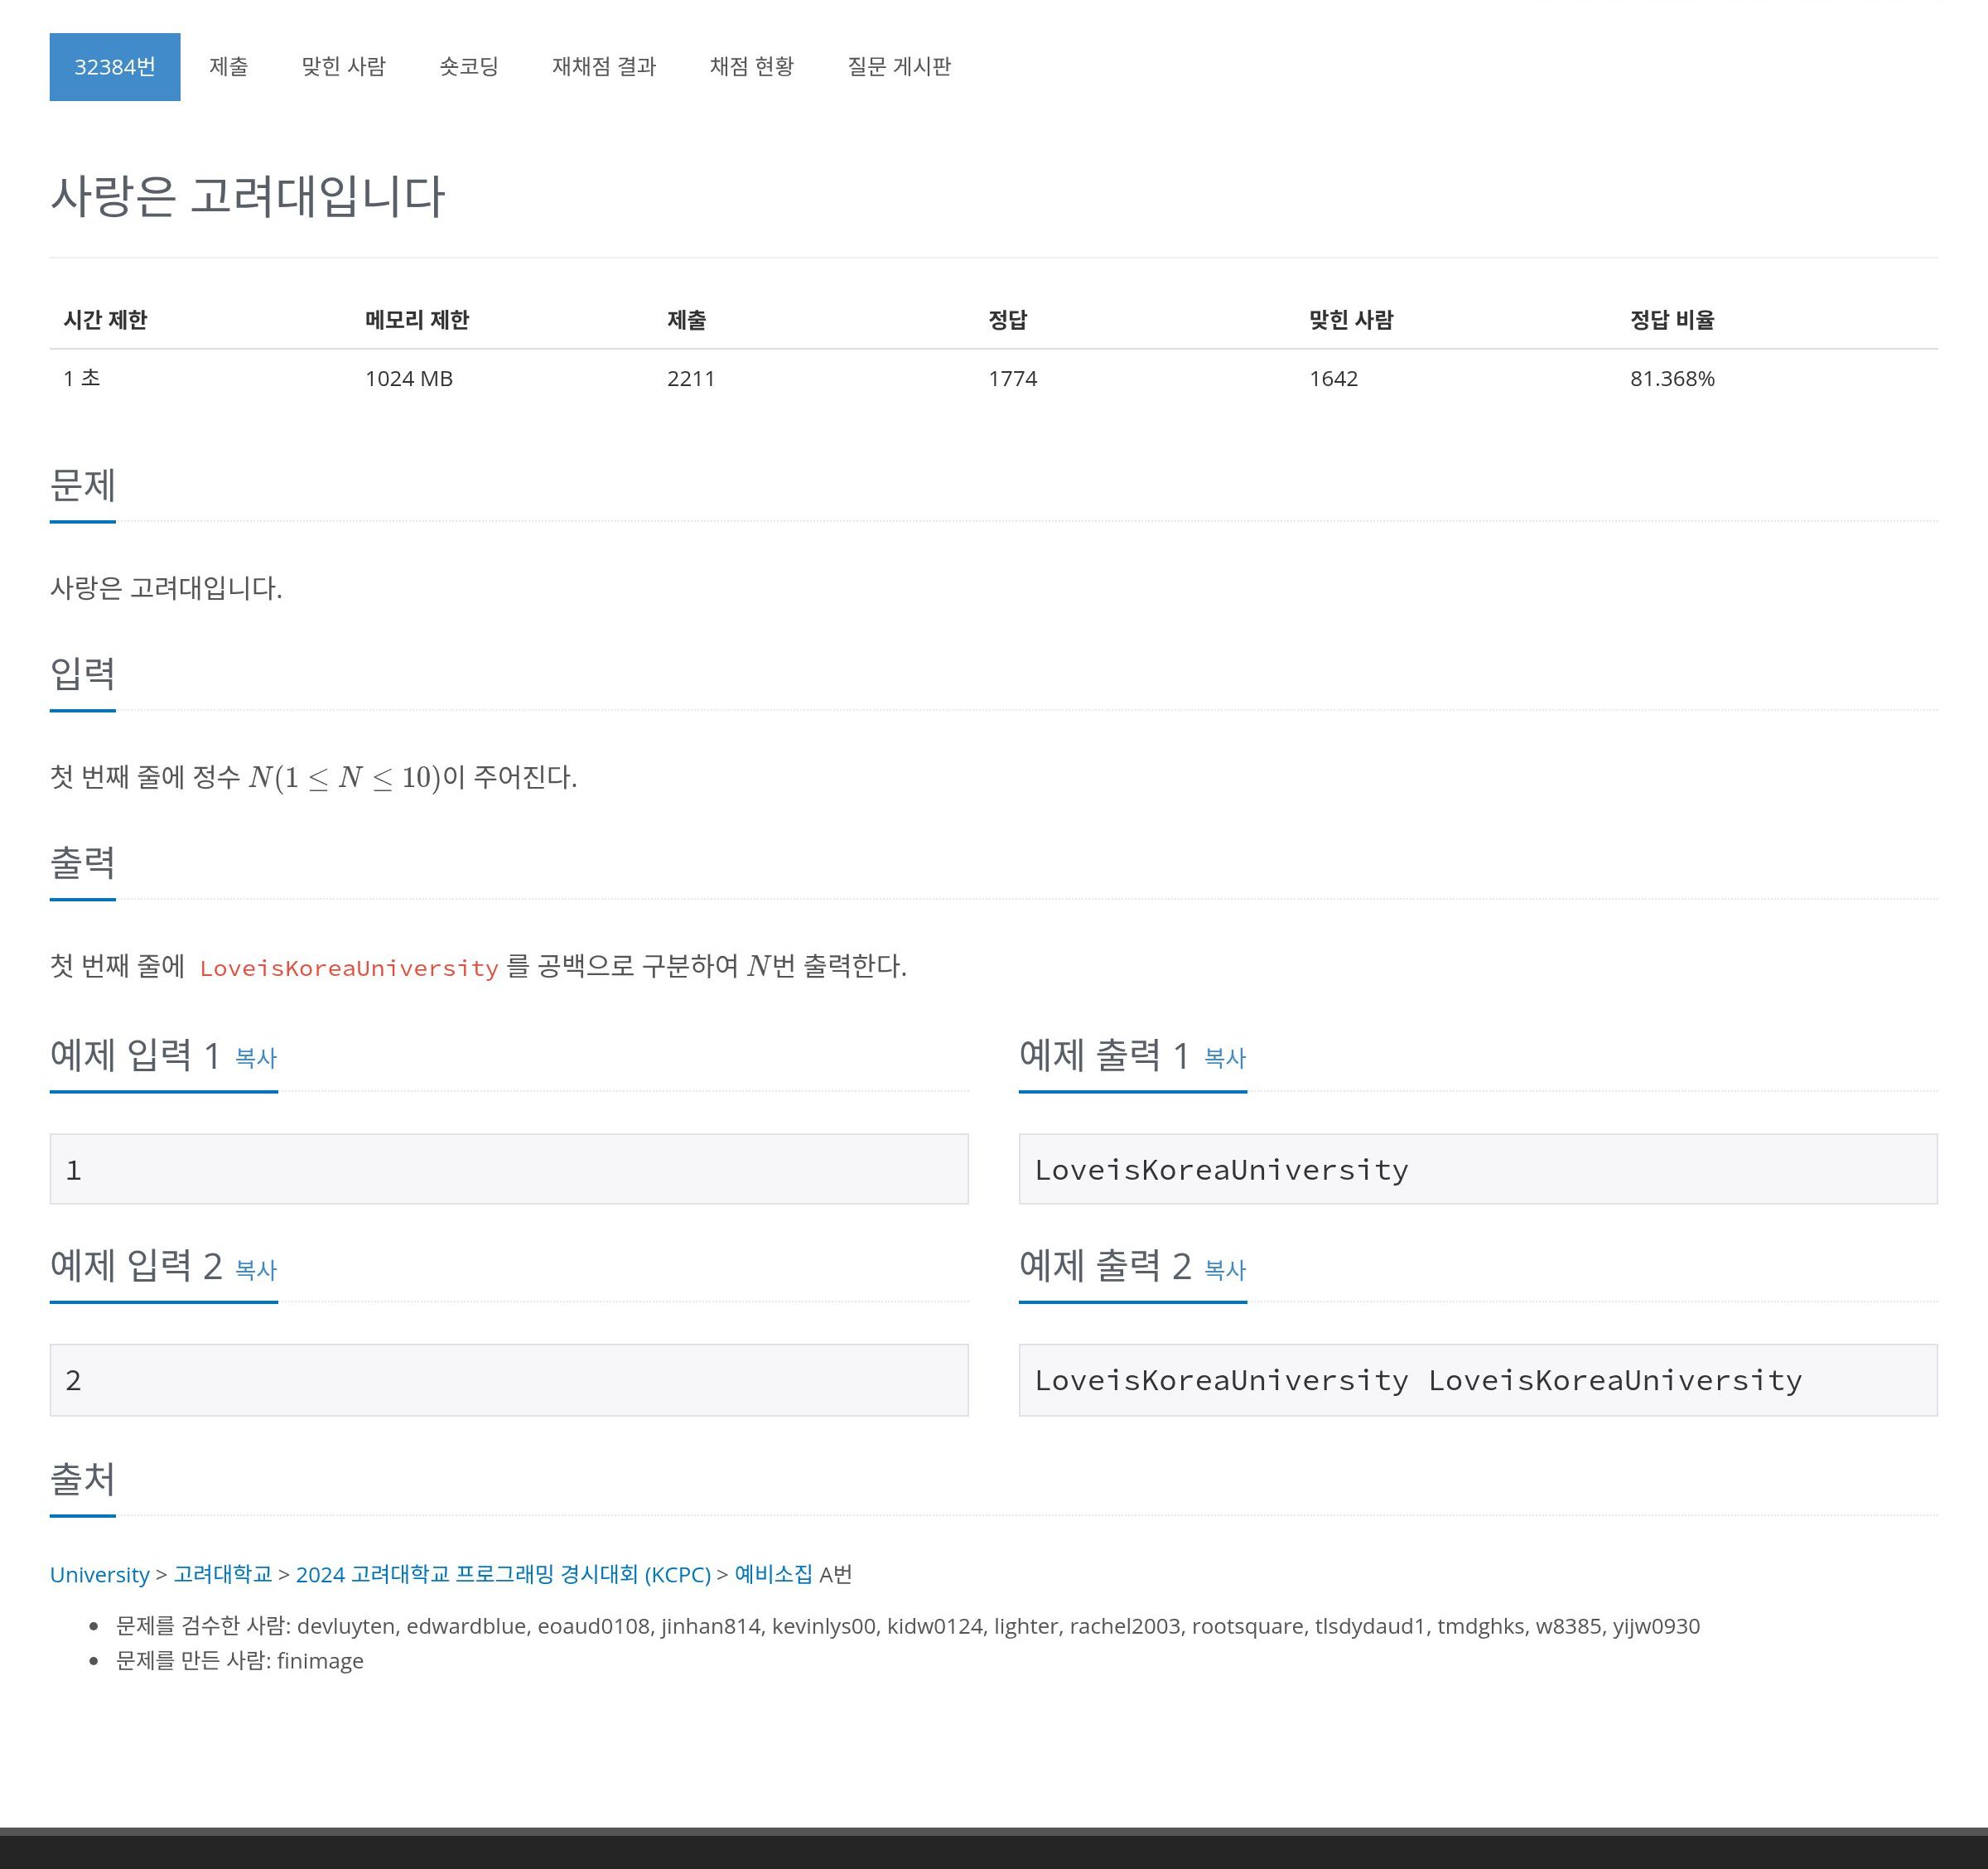 32384번 제출 맞힌 사람 숏코딩 재채점 결과 채점 현황 질문 게시판
사랑은 고려대입니다
시간 제한 메모리 제한 제출 정답 맞힌 사람 정답 비율
1 초 1024 MB 2211 1774 1642 81.368%
문제
사랑은 고려대입니다.
입력
첫 번째 줄에 정수 N(1 ≤ N ≤ 10)이 주어진다.
출력
첫 번째 줄에 LoveisKoreaUniversity 를 공백으로 구분하여 N번 출력한다.
예제 입력 1 복사
1
예제 출력 1 복사
LoveisKoreaUniversity
예제 입력 2 복사
2
예제 출력 2 복사
LoveisKoreaUniversity LoveisKoreaUniversity
출처
University > 고려대학교 > 2024 고려대학교 프로그래밍 경시대회 (KCPC) > 예비소집 A번
• 문제를 검수한 사람: devluyten, edwardblue, eoaud0108, jinhan814, kevinlys00, kidw0124, lighter, rachel2003, rootsquare, tlsdydaud1, tmdghks, w8385, yijw0930
• 문제를 만든 사람: finimage